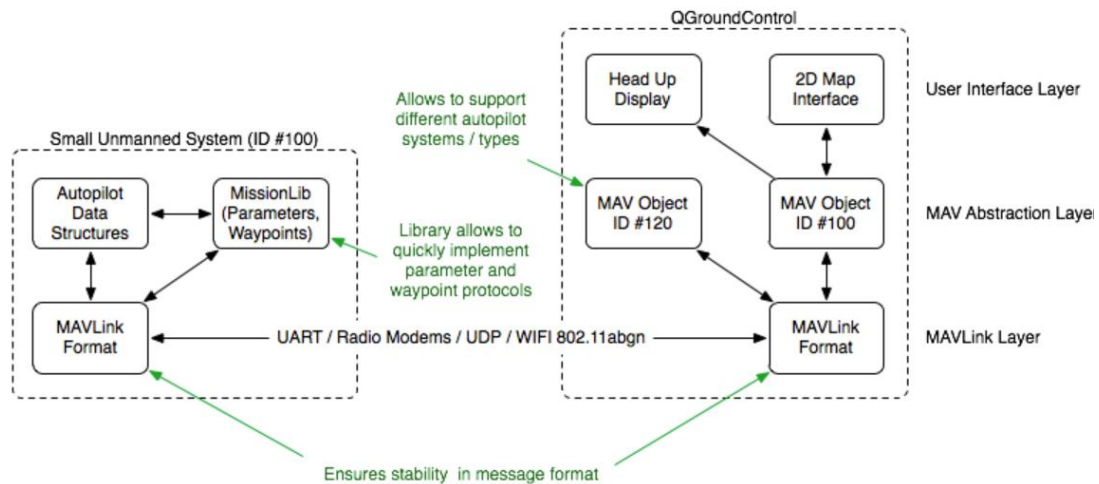 QGroundControl
Head Up
Display
2D Map
Interface
User Interface Layer
Allows to support
different autopilot
systems / types
Small Unmanned System (ID #100)
Autopilot
Data
Structures
MissionLib
(Parameters,
Waypoints)
MAV Object
ID #120
MAV Object
ID #100
MAV Abstraction Layer
Library allows to
quickly implement
parameter and
waypoint protocols
MAVLink
Format
UART / Radio Modems / UDP / WIFI 802.11abgn
MAVLink
Format
MAVLink Layer
Ensures stability in message format